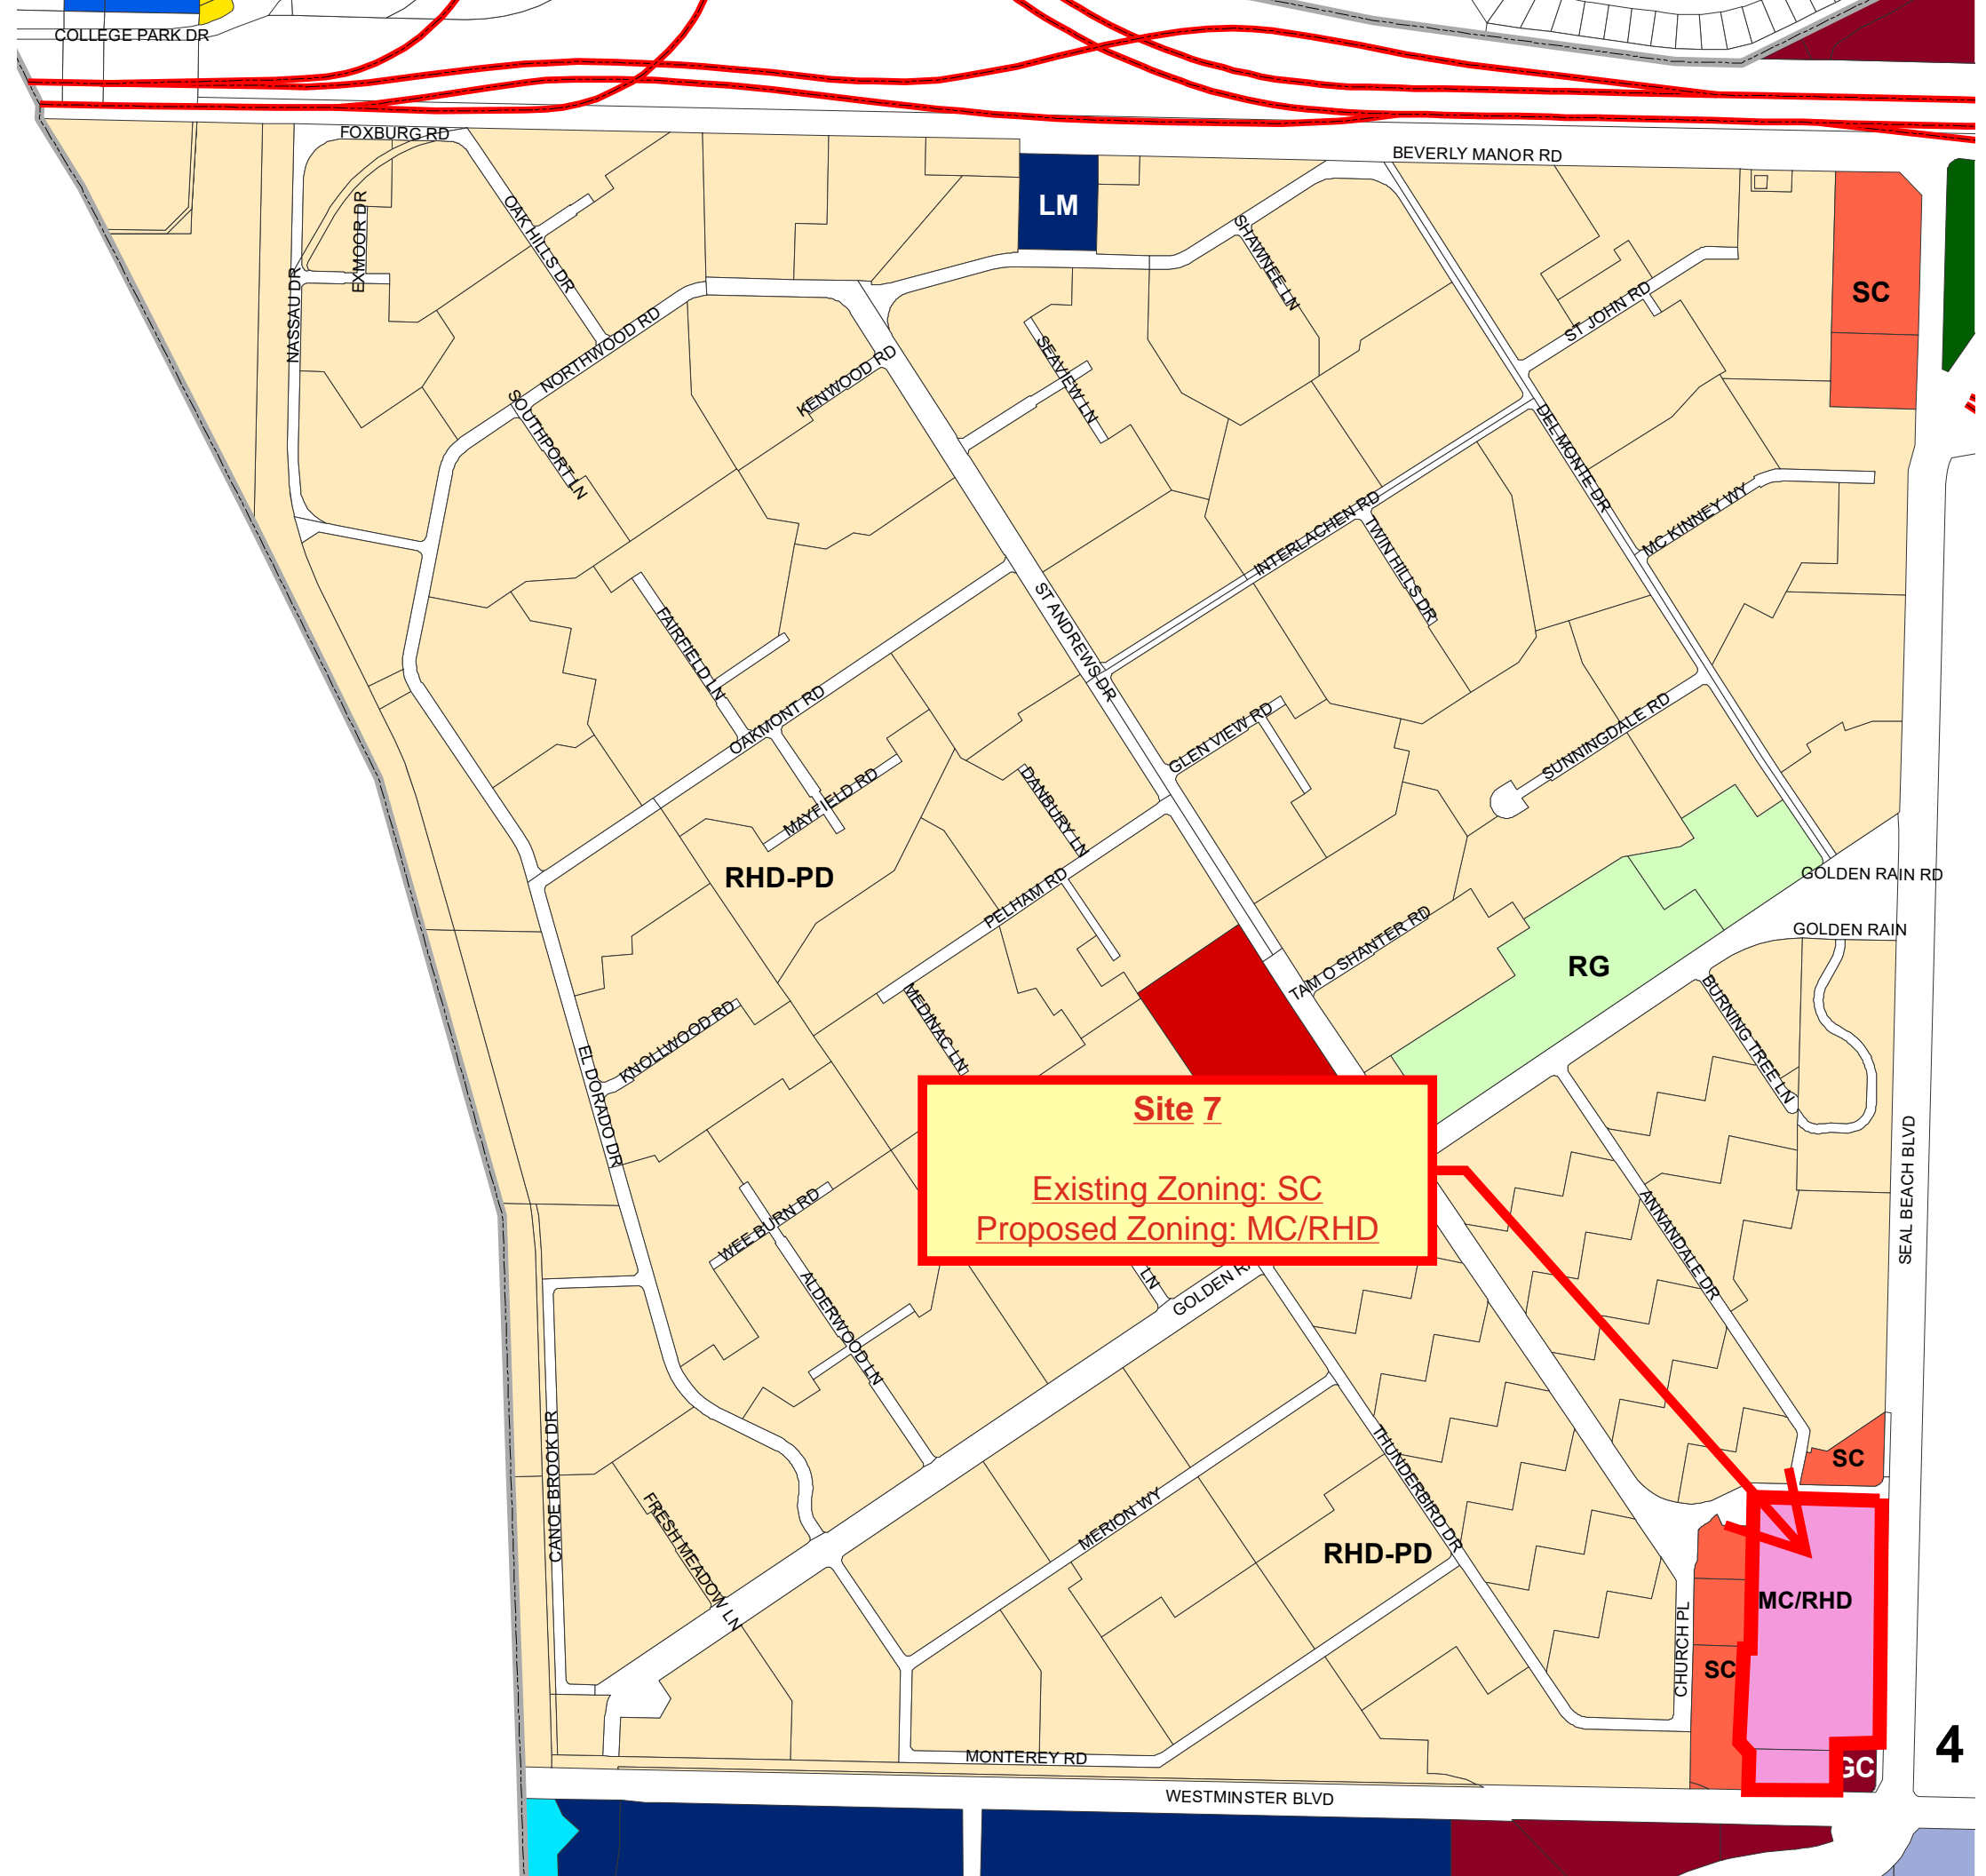 COLLEGE PARK DR
FOXBURG RD
BEVERLY MANOR RD
LM
EXMOOR DR
OAK HILLS DR
SHAWNEE LN
NASSAU DR
SC
ST JOHN RD
NORTHWOOD RD
KENWOOD RD
SEAVIEW LN
SOUTHPORT LN
DEL MONTE DR
INTERLACHEN RD
TWIN HILLS DR
MC KINNEY WY
FAIRFIELD LN
ST ANDREWS DR
OAKMONT RD
GLEN VIEW RD
SUNNINGDALE RD
MAYFIELD RD
DANBURY LN
RHD-PD
PELHAM RD
GOLDEN RAIN RD
GOLDEN RAIN
TAM O SHANTER RD
RG
MEDINAC LN
KNOLLWOOD RD
BURNING TREE LN
EL DORADO DR
Site 7
Existing Zoning: SC
Proposed Zoning: MC/RHD
SEAL BEACH BLVD
ANNANDALE DR
WEE BURN RD
ALDERWOOD LN
LN
GOLDEN
CANOE BROOK DR
FRESH MEADOW LN
MERION WY
THUNDERBIRD DR
RHD-PD
SC
MC/RHD
CHURCH PL
SC
4
GC
MONTEREY RD
WESTMINSTER BLVD